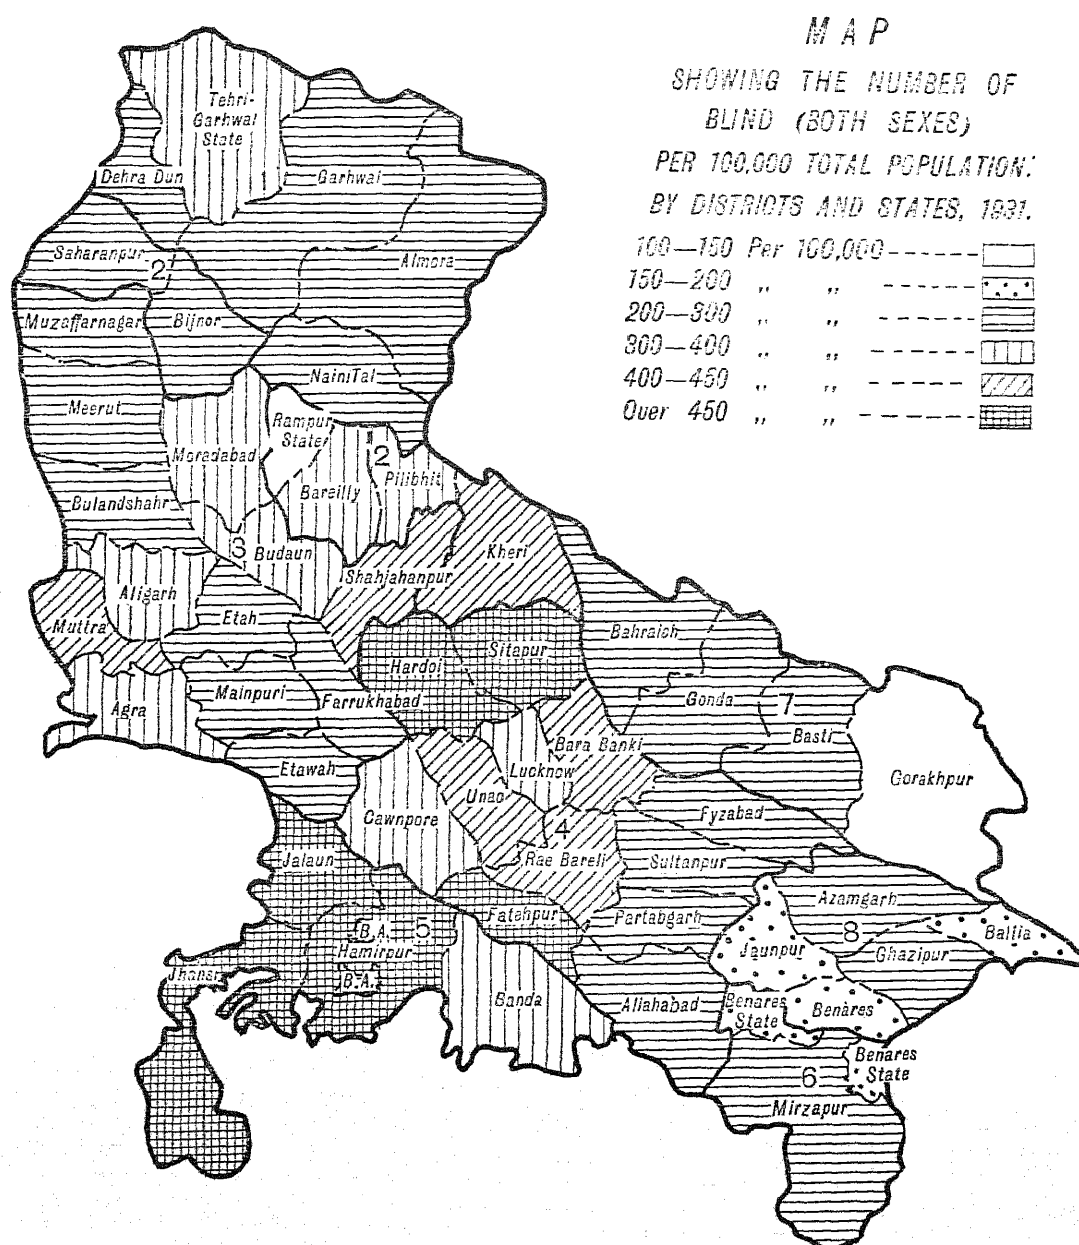 MAP
SHOWING THE NUMBER OF
BLIND (BOTH SEXES)
PER 100,000 TOTAL POPULATION.
BY DISTRICTS AND STATES, 1931.
100—150 Per 100,000
150—200 „ „
200—300 „ „
300—400 „ „
400—450 „ „
Over 450 „ „
Tehri-
Garhwal
State
Dehra Dun
Garhwal
Saharanpur
2
Almora
Muzaffarnagar
Bijnor
Naini Tal
Meerut
Rampur
State
Moradabad
2
Pilibhit
Bareilly
Bulandshahr
3
Budaun
Kheri
Shahjahanpur
Aligarh
Muttra
Etah
Bahraich
Sitapur
Hardoi
Mainpuri
Farrukhabad
Gonda
7
Agra
Basti
Bara Banki
Etawah
Lucknow
Gorakhpur
Unao
Cawnpore
Fyzabad
4
Rae Bareli
Sultanpur
Jalaun
Azamgarh
Fatehpur
Partabgarh
B.A.
5
8
Ballia
Hamirpur
Jaunpur
Ghazipur
Jhansi
B.A.
Banda
Allahabad
Benares
State
Benares
Benares
State
6
Mirzapur